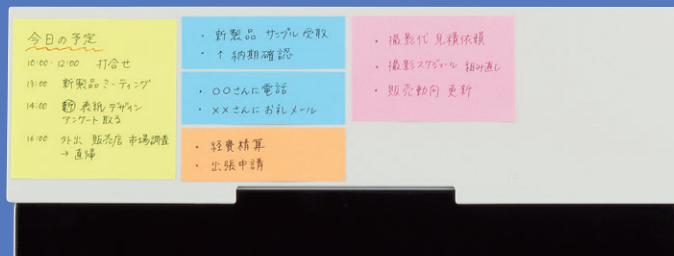 今日の予定
10:00-12:00 打合せ
13:00 新製品ミーティング
14:00 表紙デザイン
アンケート取る
16:00 外出 販売店 市場調査
→ 直帰
・新製品 サンプル 受取
・↑ 納期確認
・○○さんに電話
・××さんにお礼メール
・経費精算
・出張申請
・撮影代 見積依頼
・撮影スケジュール 組み直し
・販売動向 更新